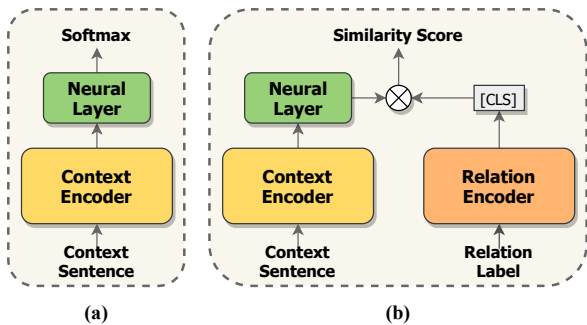 Softmax
Neural
Layer
Context
Encoder
Context
Sentence
(a)
Similarity Score
Neural
Layer
[CLS]
Context
Encoder
Relation
Encoder
Context
Sentence
Relation
Label
(b)